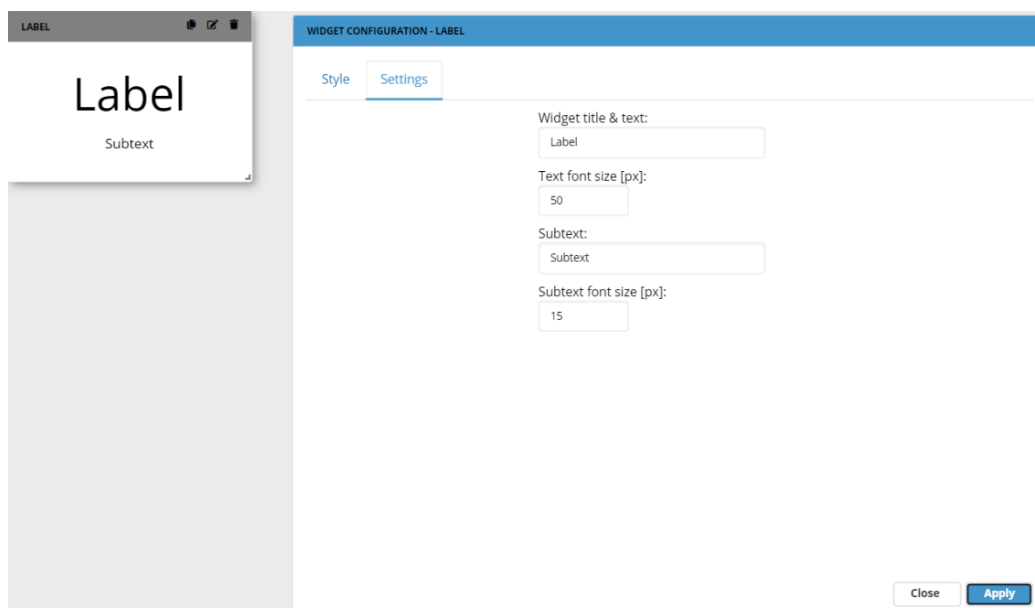 LABEL
Label
Subtext
WIDGET CONFIGURATION - LABEL
Style Settings
Widget title & text:
Label
Text font size [px]:
50
Subtext:
Subtext
Subtext font size [px]:
15
Close Apply